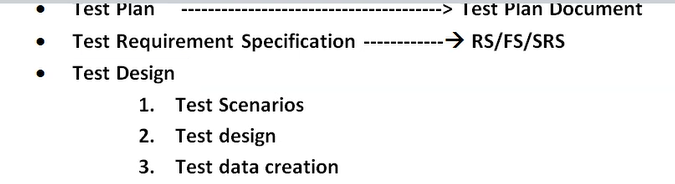 • Test Plan ---------------------------------------> Test Plan Document
• Test Requirement Specification ------------→ RS/FS/SRS
• Test Design
1. Test Scenarios
2. Test design
3. Test data creation